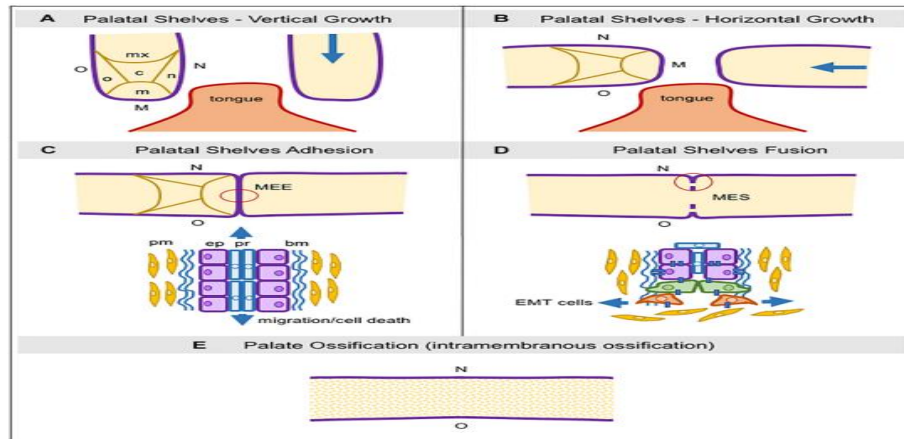 A Palatal Shelves - Vertical Growth
mx
O
o
c
n
N
m
M
tongue
B Palatal Shelves - Horizontal Growth
N
M
O
tongue
C Palatal Shelves Adhesion
N
MEE
O
pm ep pr bm
migration/cell death
D Palatal Shelves Fusion
N
MES
O
EMT cells
E Palate Ossification (intramembranous ossification)
N
O